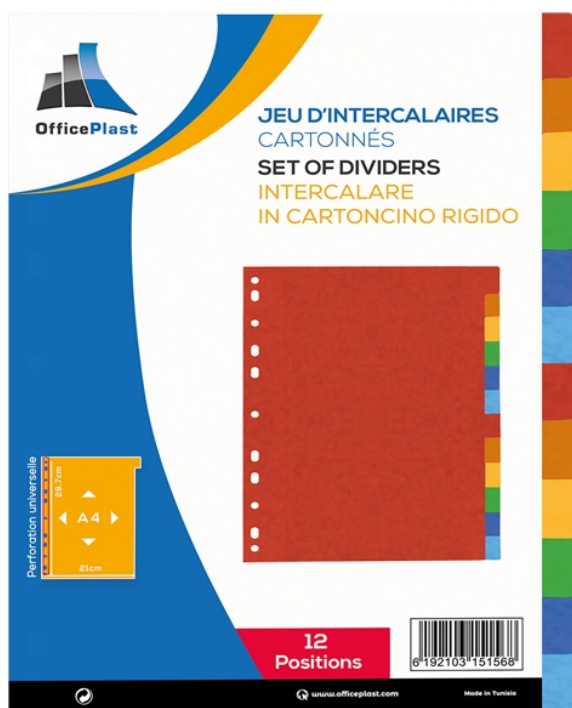 OfficePlast
JEU D'INTERCALAIRES
CARTONNÉS
SET OF DIVIDERS
INTERCALARE
IN CARTONCINO RIGIDO
Perforation universelle
29,7cm
A4
21cm
12
Positions
6 192103 151568
www.officeplast.com
Made in Tunisia